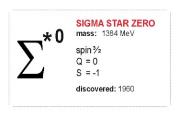 SIGMA STAR ZERO
mass: 1384 MeV
Σ*0
spin 3⁄2
Q = 0
S = -1
discovered: 1960